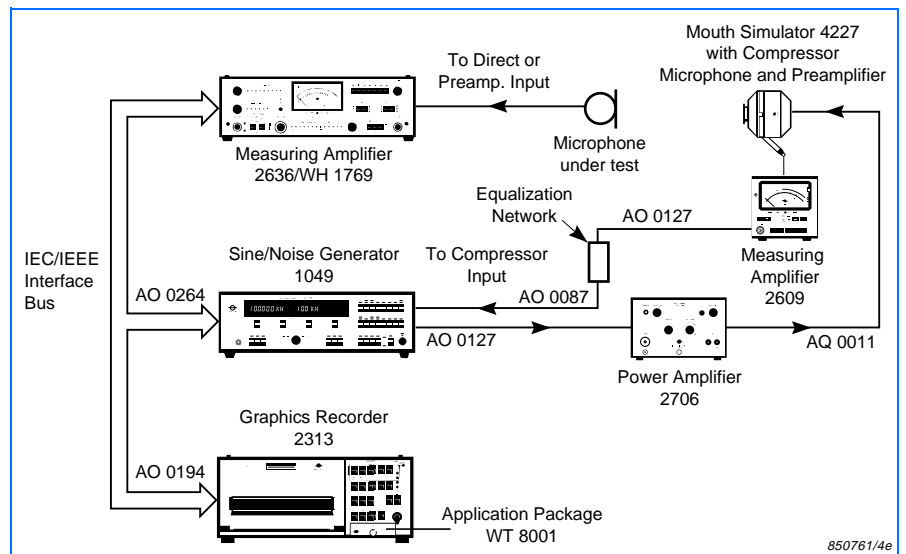 Mouth Simulator 4227
with Compressor
Microphone and Preamplifier
To Direct or
Preamp. Input
Measuring Amplifier
2636/WH 1769
Microphone
under test
Equalization
Network
AO 0127
Measuring
Amplifier
2609
IEC/IEEE
Interface
Bus
AO 0264
Sine/Noise Generator
1049
To Compressor
Input
AO 0087
AO 0127
AQ 0011
Power Amplifier
2706
Graphics Recorder
2313
AO 0194
Application Package
WT 8001
850761/4e